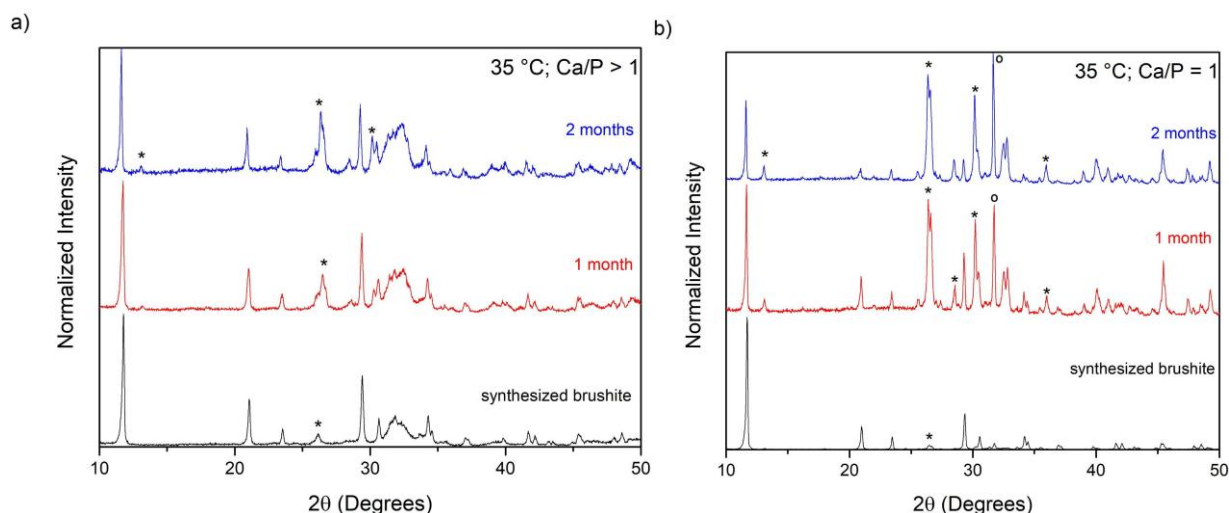 a)
35 °C; Ca/P > 1
*
*
*
2 months
*
1 month
*
synthesized brushite
Normalized Intensity
10 20 30 40 50
2θ (Degrees)
b)
35 °C; Ca/P = 1
o
*
*
*
*
2 months
*
*
o
*
*
1 month
*
synthesized brushite
Normalized Intensity
10 20 30 40 50
2θ (Degrees)